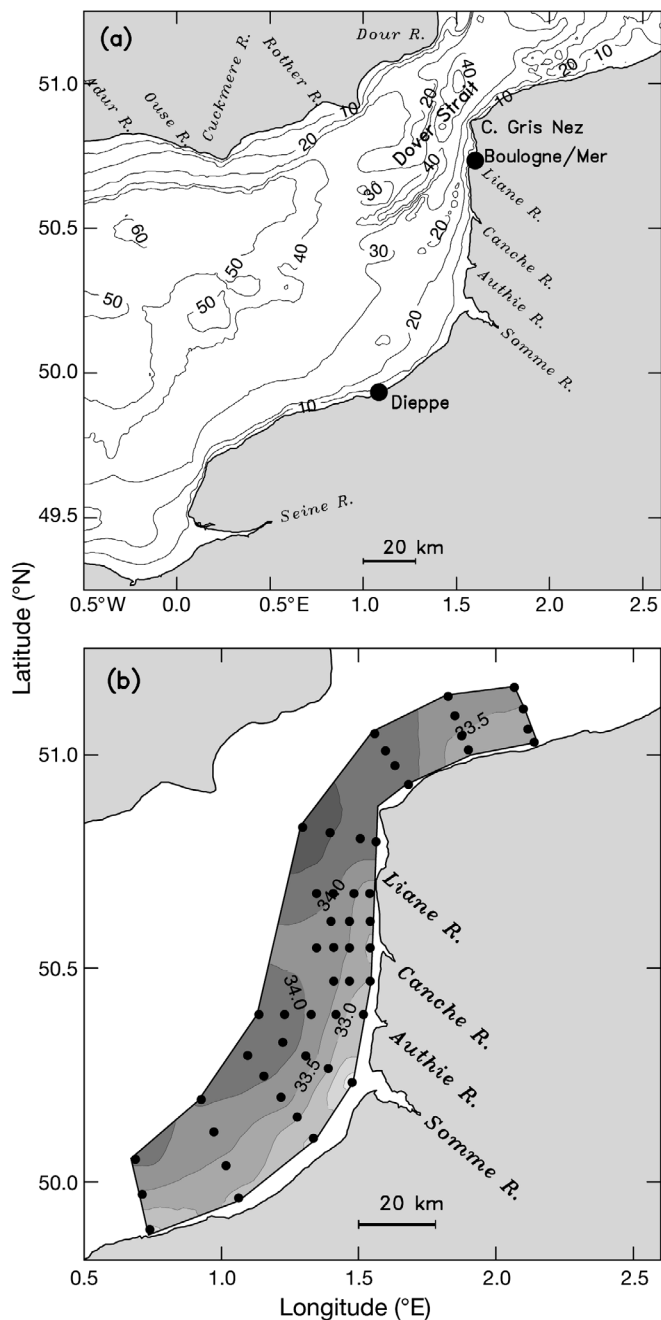 (a)
Dour R.
Rother R.
Cuckmere R.
Ouse R.
Adur R.
51.0
10
20
10
20
40
20
10
Dover Strait
C. Gris Nez
Boulogne/Mer
40
30
Liane R.
50.5
60
40
30
20
Canche R.
50
50
50
Authie R.
20
Somme R.
50.0
10
Dieppe
49.5
Seine R.
20 km
0.5°W
0.0
0.5°E
1.0
1.5
2.0
2.5
Latitude (°N)
(b)
33.5
51.0
34.0
Liane R.
50.5
34.0
33.0
Canche R.
33.5
Authie R.
Somme R.
50.0
20 km
0.5
1.0
1.5
2.0
2.5
Longitude (°E)